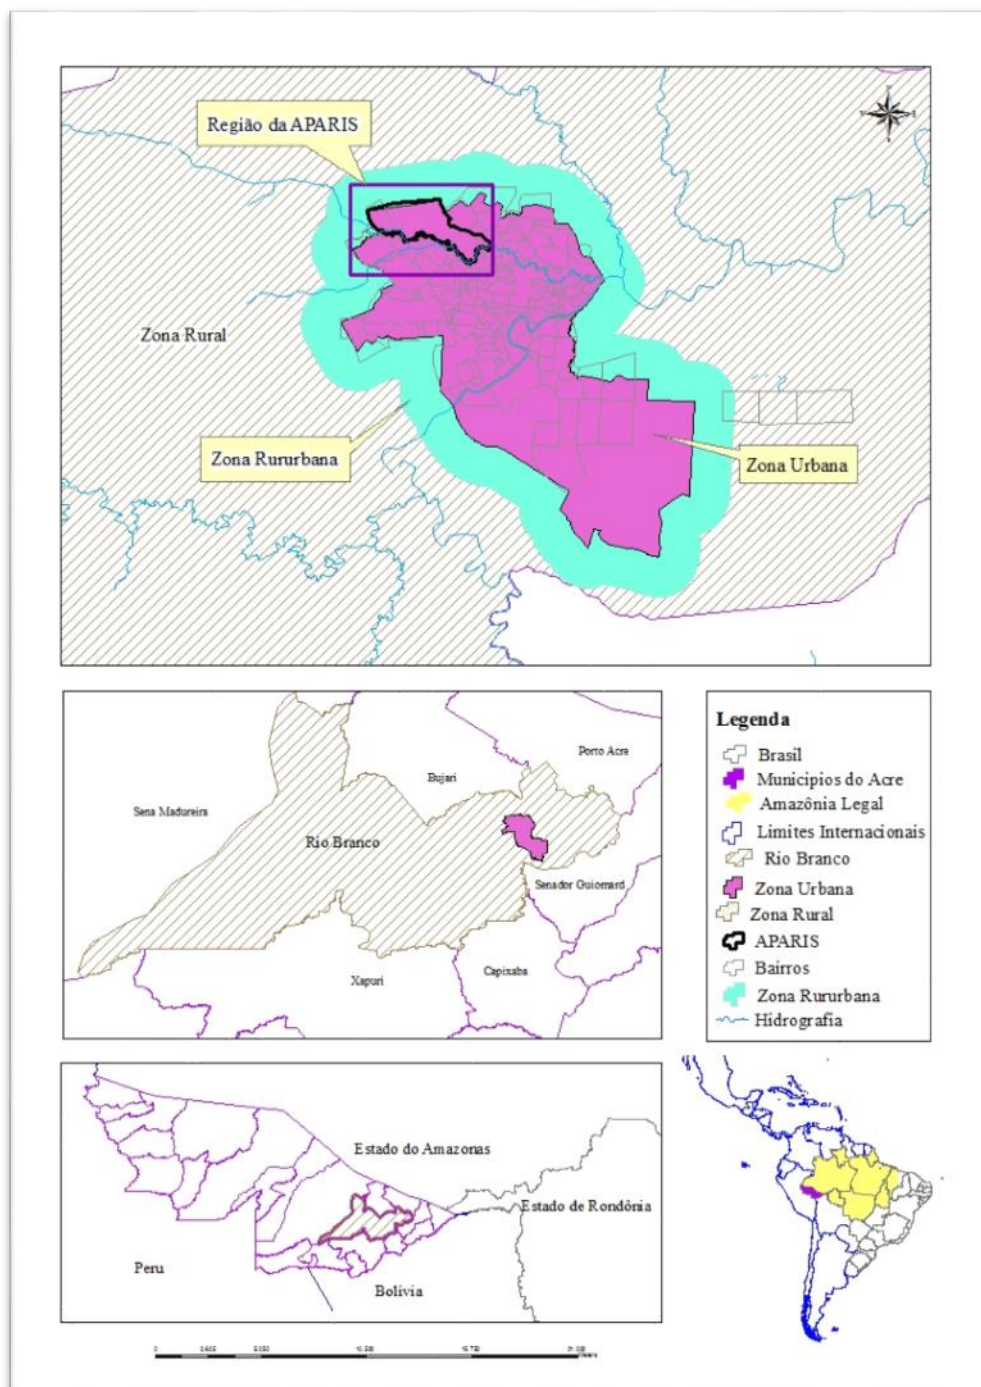 Região da APARIS
Zona Rural
Zona Rururbana
Zona Urbana
Sena Madureira
Bujari
Porto Acre
Rio Branco
Senador Guiomard
Xapuri
Capixaba
Legenda
Brasil
Municipios do Acre
Amazônia Legal
Limites Internacionais
Rio Branco
Zona Urbana
Zona Rural
APARIS
Bairros
Zona Rururbana
Hidrografia
Estado do Amazonas
Estado de Rondônia
Peru
Bolívia
0